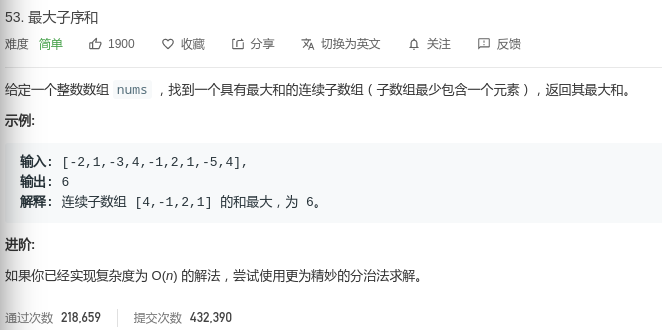 53. 最大子序和
难度 简单 1900 收藏 分享 切换为英文 关注 反馈
给定一个整数数组 nums ，找到一个具有最大和的连续子数组（子数组最少包含一个元素），返回其最大和。
示例:
输入: [-2,1,-3,4,-1,2,1,-5,4],
输出: 6
解释: 连续子数组 [4,-1,2,1] 的和最大，为 6。
进阶:
如果你已经实现复杂度为 O(n) 的解法，尝试使用更为精妙的分治法求解。
通过次数 218,659 提交次数 432,390